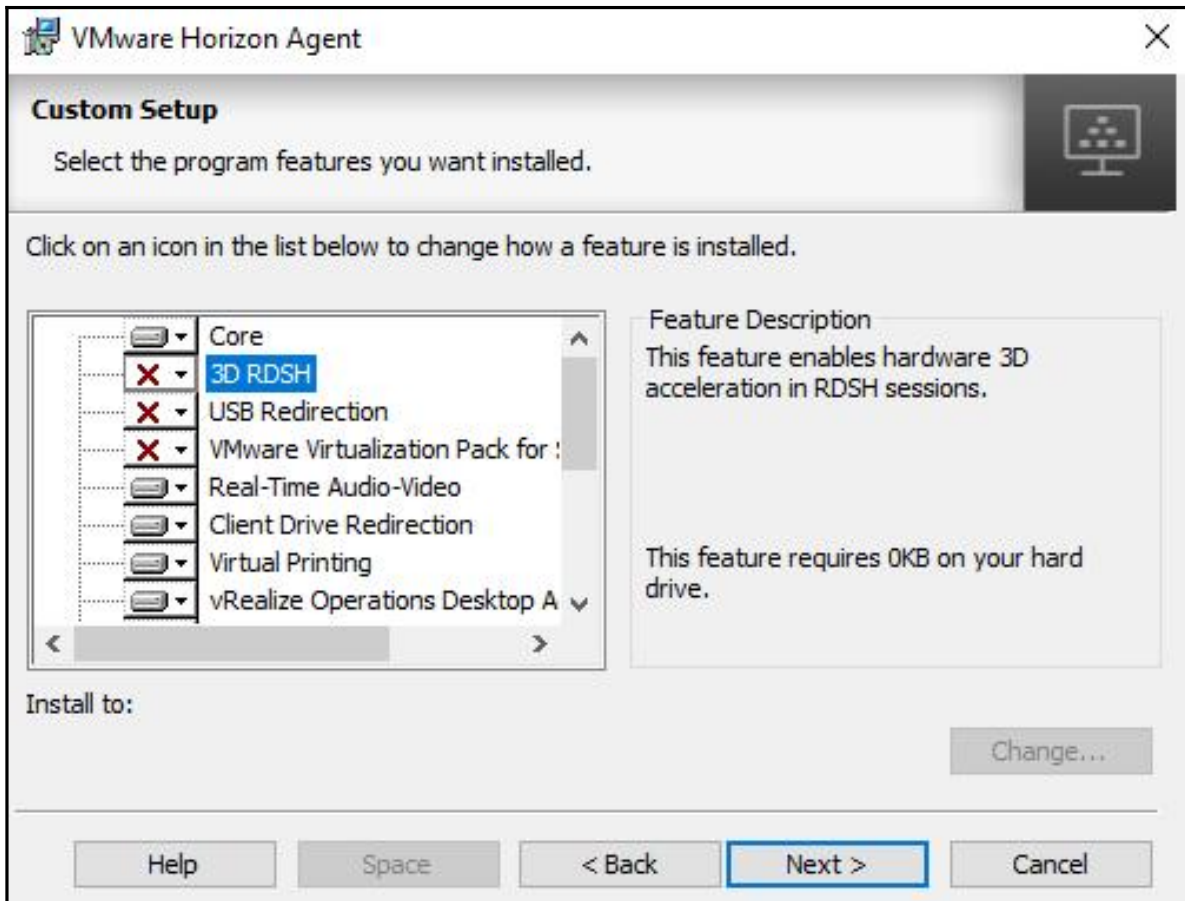 VMware Horizon Agent
Custom Setup
Select the program features you want installed.
Click on an icon in the list below to change how a feature is installed.
Core
3D RDSH
USB Redirection
VMware Virtualization Pack for
Real-Time Audio-Video
Client Drive Redirection
Virtual Printing
vRealize Operations Desktop A
Feature Description
This feature enables hardware 3D
acceleration in RDSH sessions.
This feature requires 0KB on your hard
drive.
Install to:
Change...
Help
Space
< Back
Next >
Cancel